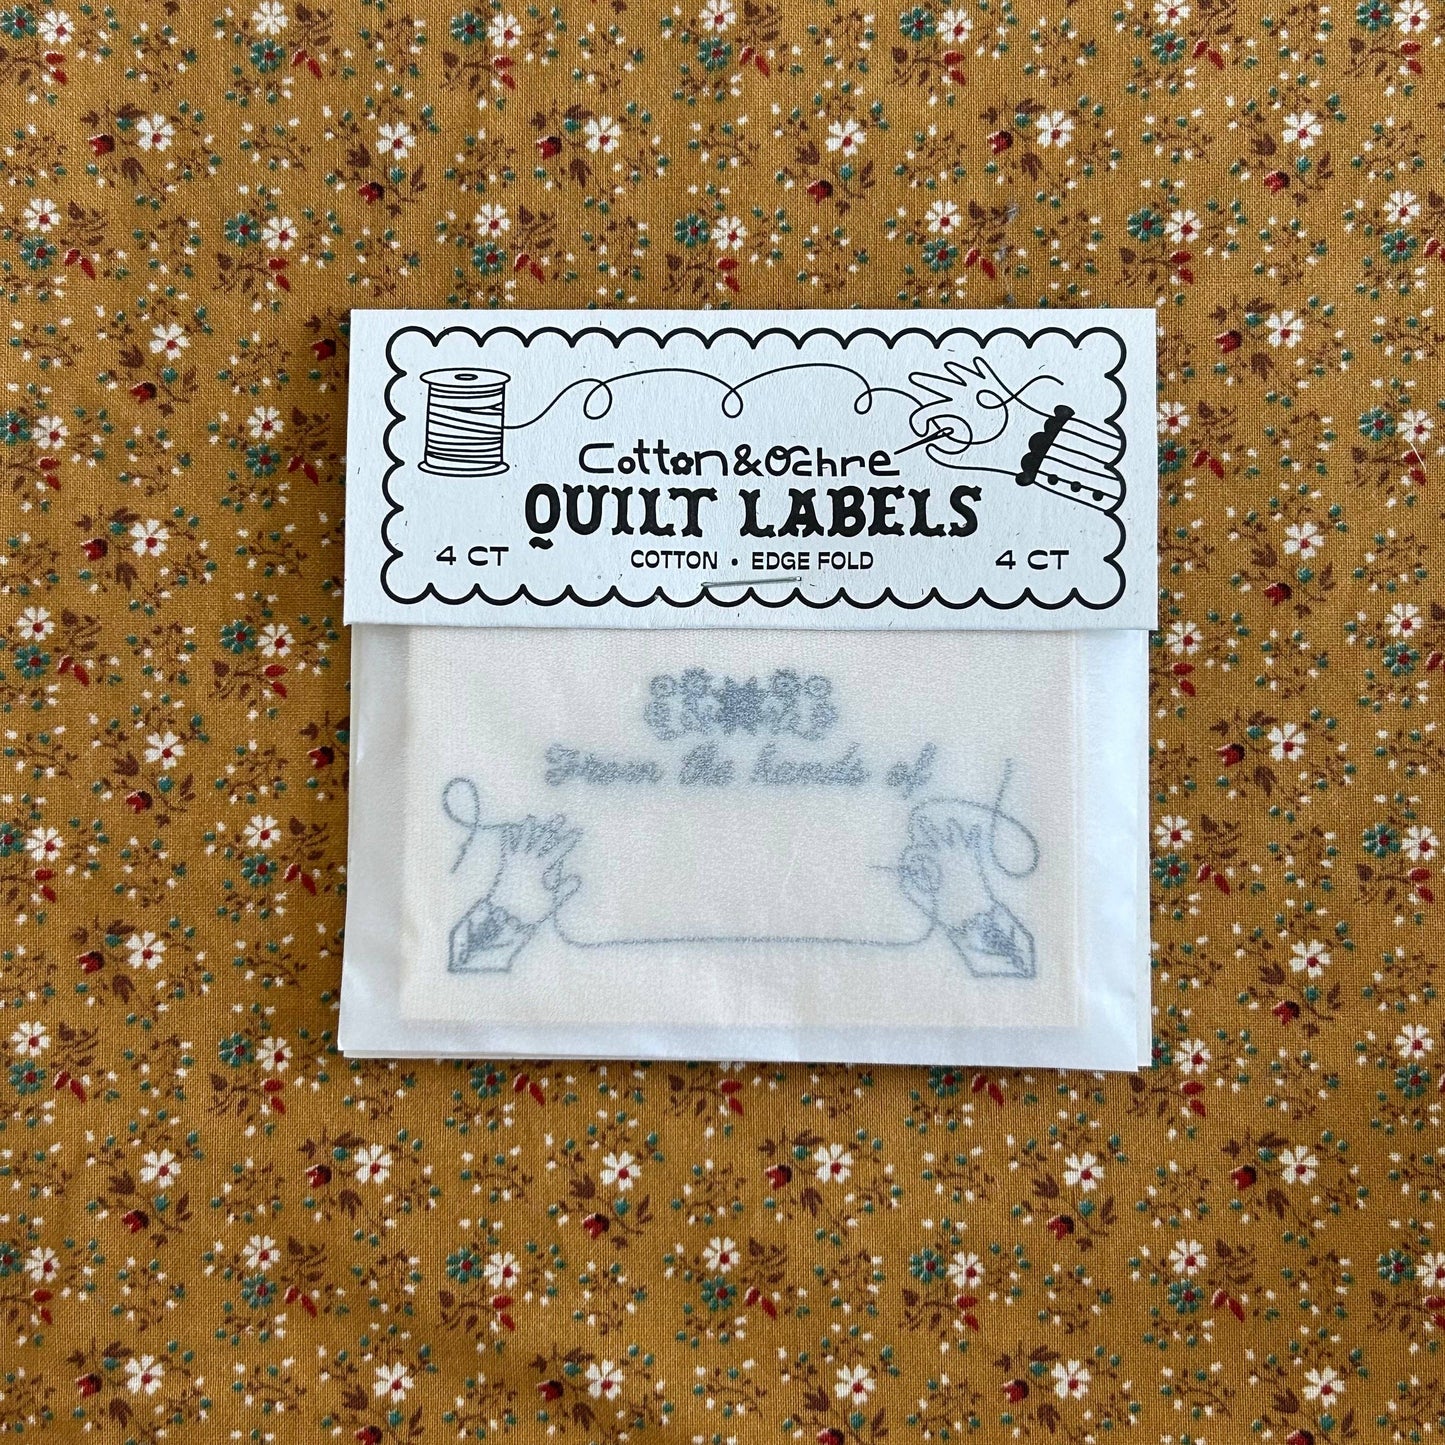 Cotton & Ochre
QUILT LABELS
4 CT COTTON • EDGE FOLD 4 CT
From the hands of